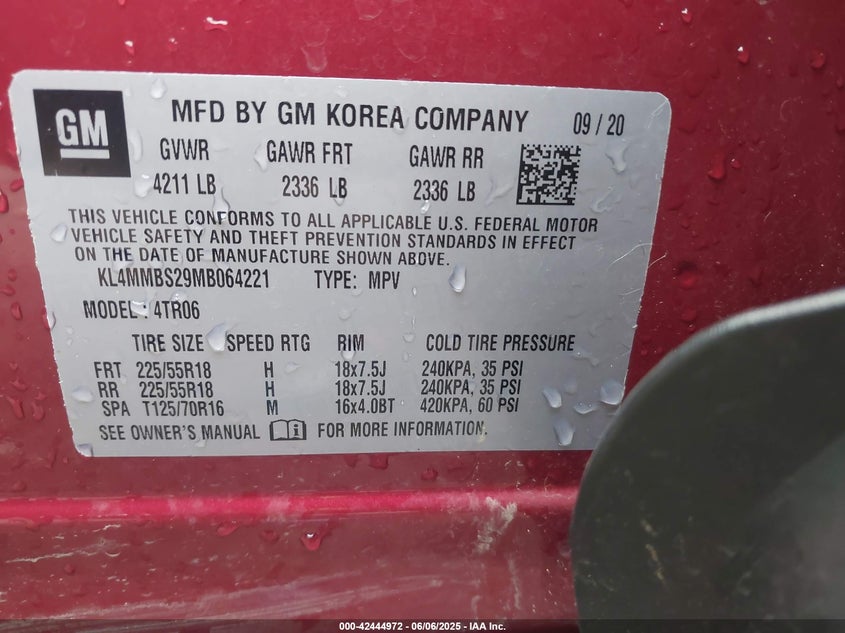 GM
MFD BY GM KOREA COMPANY 09 / 20
GVWR GAWR FRT GAWR RR
4211 LB 2336 LB 2336 LB
THIS VEHICLE CONFORMS TO ALL APPLICABLE U.S. FEDERAL MOTOR
VEHICLE SAFETY AND THEFT PREVENTION STANDARDS IN EFFECT
ON THE DATE OF MANUFACTURE SHOWN ABOVE.
KL4MMBS29MB064221 TYPE: MPV
MODEL : 4TR06
TIRE SIZE SPEED RTG RIM COLD TIRE PRESSURE
FRT 225/55R18 H 18x7.5J 240KPA, 35 PSI
RR 225/55R18 H 18x7.5J 240KPA, 35 PSI
SPA T125/70R16 M 16x4.0BT 420KPA, 60 PSI
SEE OWNER'S MANUAL FOR MORE INFORMATION.
000-42444972 - 06/06/2025 - IAA Inc.